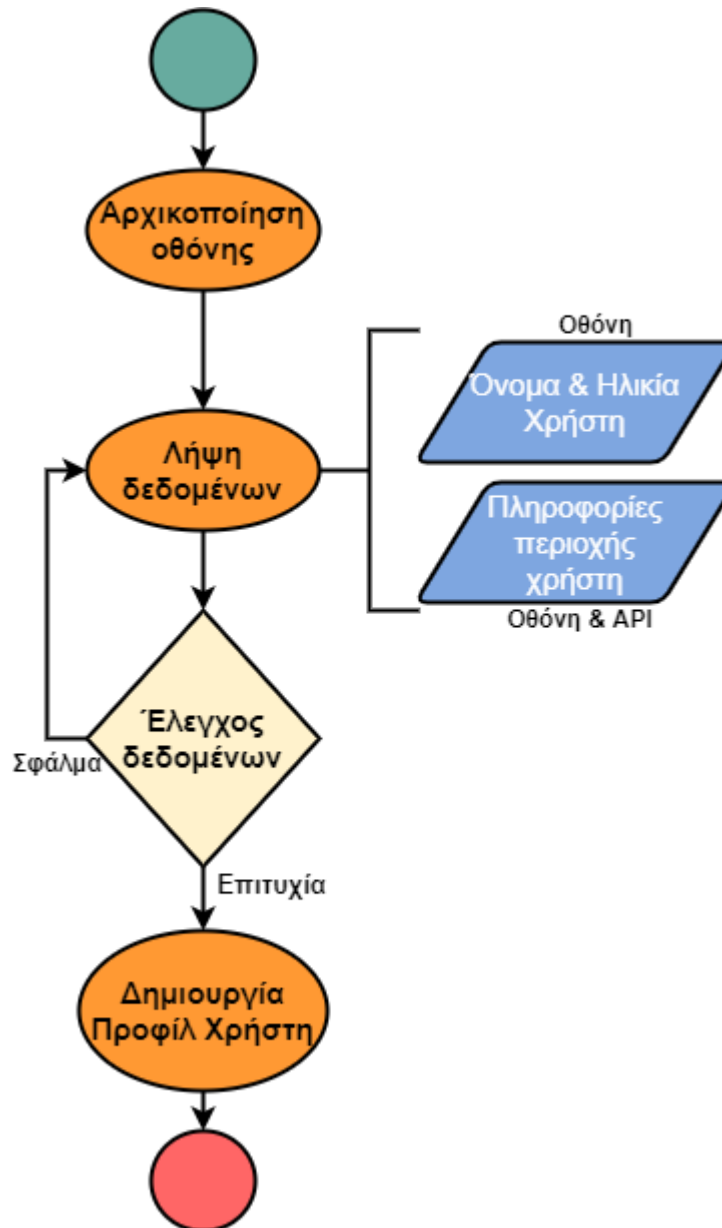 Αρχικοποίηση
οθόνης
Οθόνη
Όνομα & Ηλικία
Χρήστη
Λήψη
δεδομένων
Πληροφορίες
περιοχής
χρήστη
Οθόνη & API
Έλεγχος
δεδομένων
Σφάλμα
Επιτυχία
Δημιουργία
Προφίλ Χρήστη